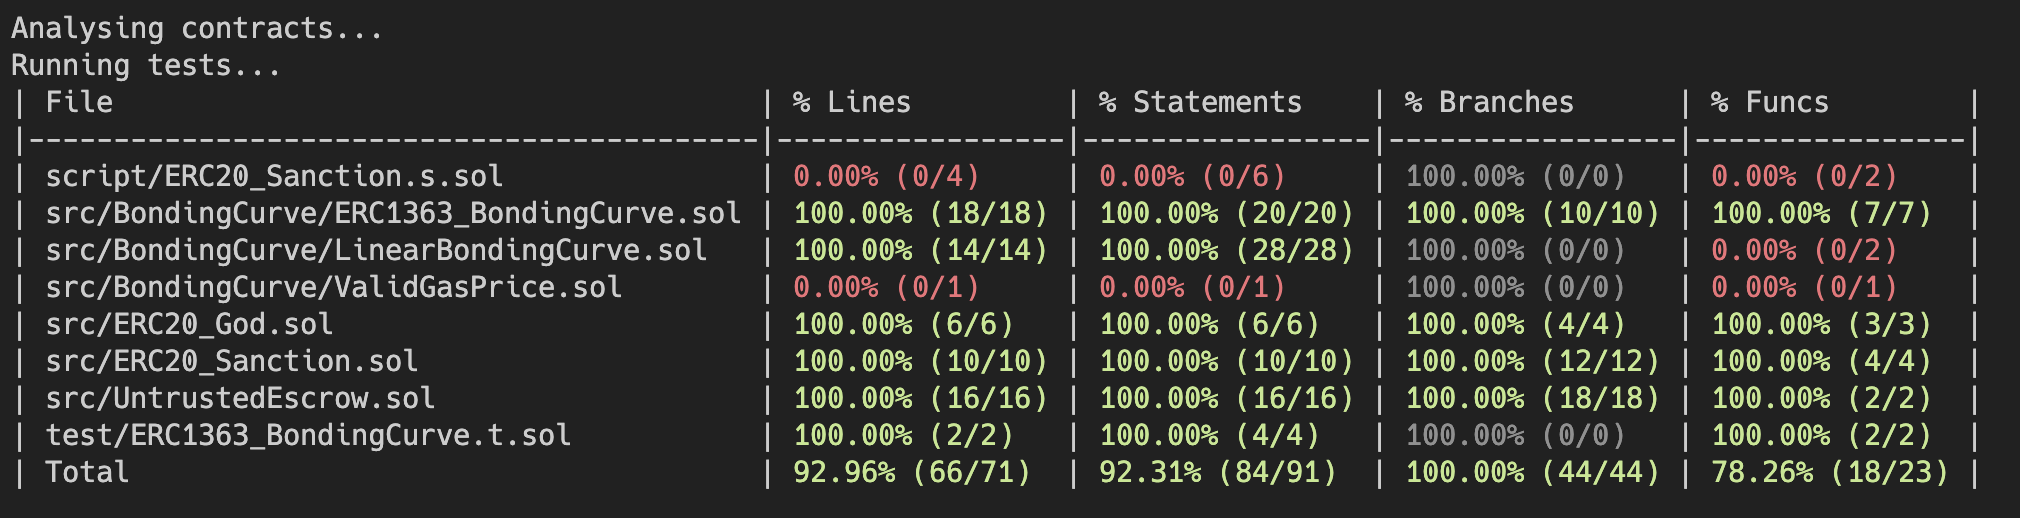 Analysing contracts...
Running tests...
| File                                      | % Lines         | % Statements    | % Branches      | % Funcs        |
|-------------------------------------------|-----------------|-----------------|-----------------|----------------|
| script/ERC20_Sanction.s.sol               | 0.00% (0/4)     | 0.00% (0/6)     | 100.00% (0/0)   | 0.00% (0/2)    |
| src/BondingCurve/ERC1363_BondingCurve.sol | 100.00% (18/18) | 100.00% (20/20) | 100.00% (10/10) | 100.00% (7/7)  |
| src/BondingCurve/LinearBondingCurve.sol   | 100.00% (14/14) | 100.00% (28/28) | 100.00% (0/0)   | 0.00% (0/2)    |
| src/BondingCurve/ValidGasPrice.sol        | 0.00% (0/1)     | 0.00% (0/1)     | 100.00% (0/0)   | 0.00% (0/1)    |
| src/ERC20_God.sol                         | 100.00% (6/6)   | 100.00% (6/6)   | 100.00% (4/4)   | 100.00% (3/3)  |
| src/ERC20_Sanction.sol                    | 100.00% (10/10) | 100.00% (10/10) | 100.00% (12/12) | 100.00% (4/4)  |
| src/UntrustedEscrow.sol                   | 100.00% (16/16) | 100.00% (16/16) | 100.00% (18/18) | 100.00% (2/2)  |
| test/ERC1363_BondingCurve.t.sol           | 100.00% (2/2)   | 100.00% (4/4)   | 100.00% (0/0)   | 100.00% (2/2)  |
| Total                                     | 92.96% (66/71)  | 92.31% (84/91)  | 100.00% (44/44) | 78.26% (18/23) |